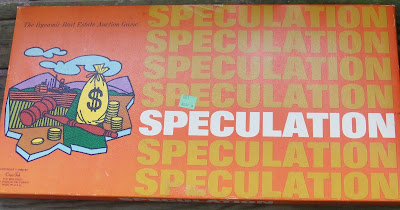 The Dynamic Real Estate Auction Game
SPECULATION
SPECULATION
SPECULATION
SPECULATION
SPECULATION
SPECULATION
SPECULATION
$